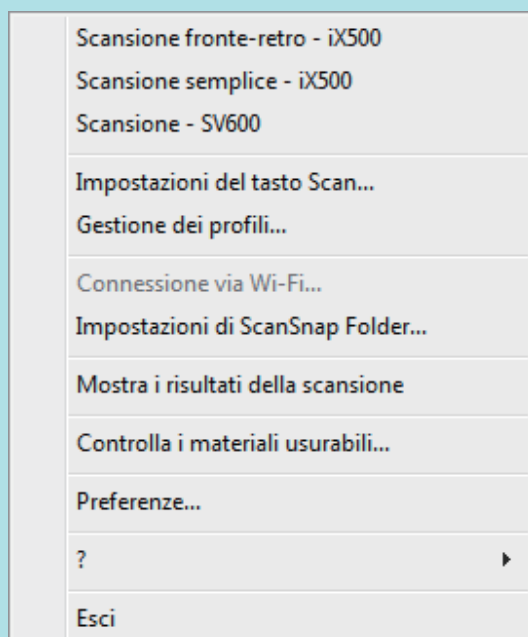 Scansione fronte-retro - iX500
Scansione semplice - iX500
Scansione - SV600
Impostazioni del tasto Scan...
Gestione dei profili...
Connessione via Wi-Fi...
Impostazioni di ScanSnap Folder...
Mostra i risultati della scansione
Controlla i materiali usurabili...
Preferenze...
?
Esci